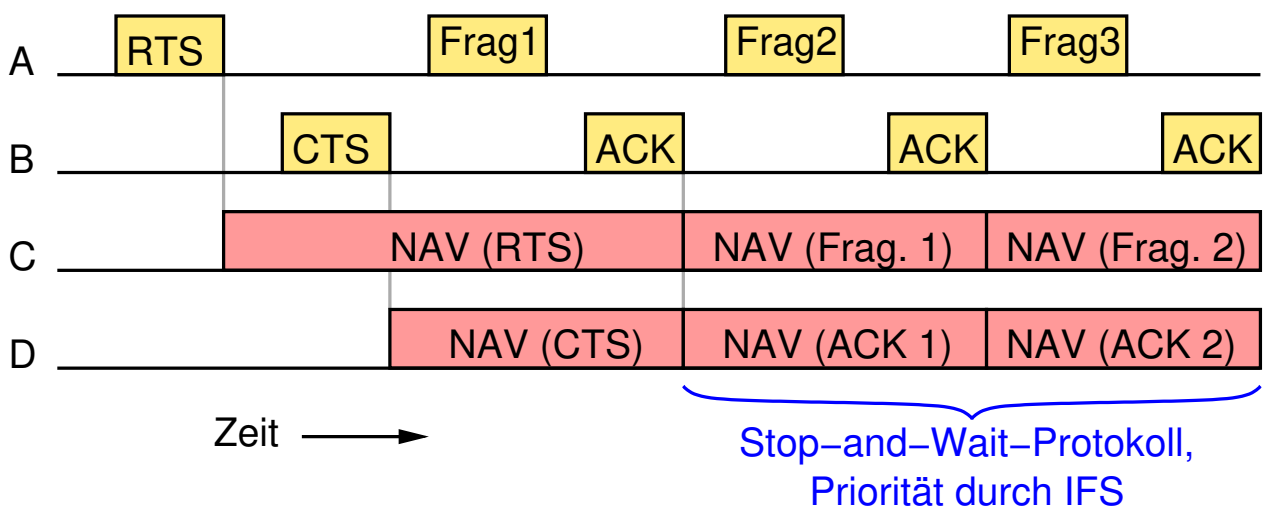 A RTS Frag1 Frag2 Frag3
B CTS ACK ACK ACK
C NAV (RTS) NAV (Frag. 1) NAV (Frag. 2)
D NAV (CTS) NAV (ACK 1) NAV (ACK 2)
Zeit
Stop−and−Wait−Protokoll,
Priorität durch IFS